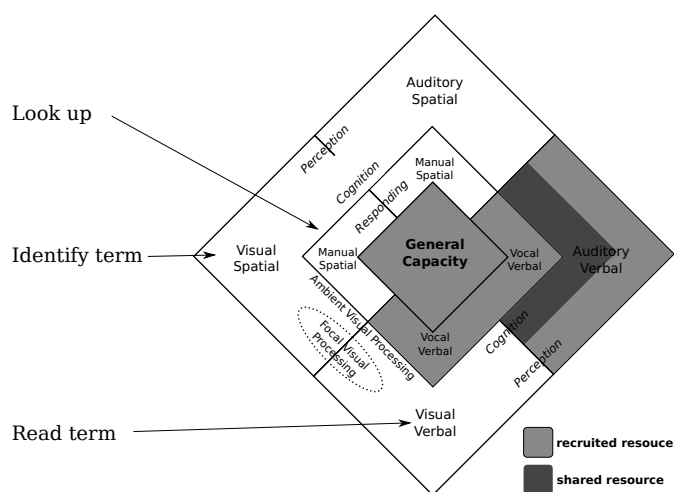 Auditory
Spatial
Look up
Perception
Cognition
Responding
Manual
Spatial
Identify term
Visual
Spatial
Manual
Spatial
General
Capacity
Vocal
Verbal
Auditory
Verbal
Ambient Visual Processing
Focal Visual
Processing
Vocal
Verbal
Cognition
Perception
Read term
Visual
Verbal
recruited resouce
shared resource